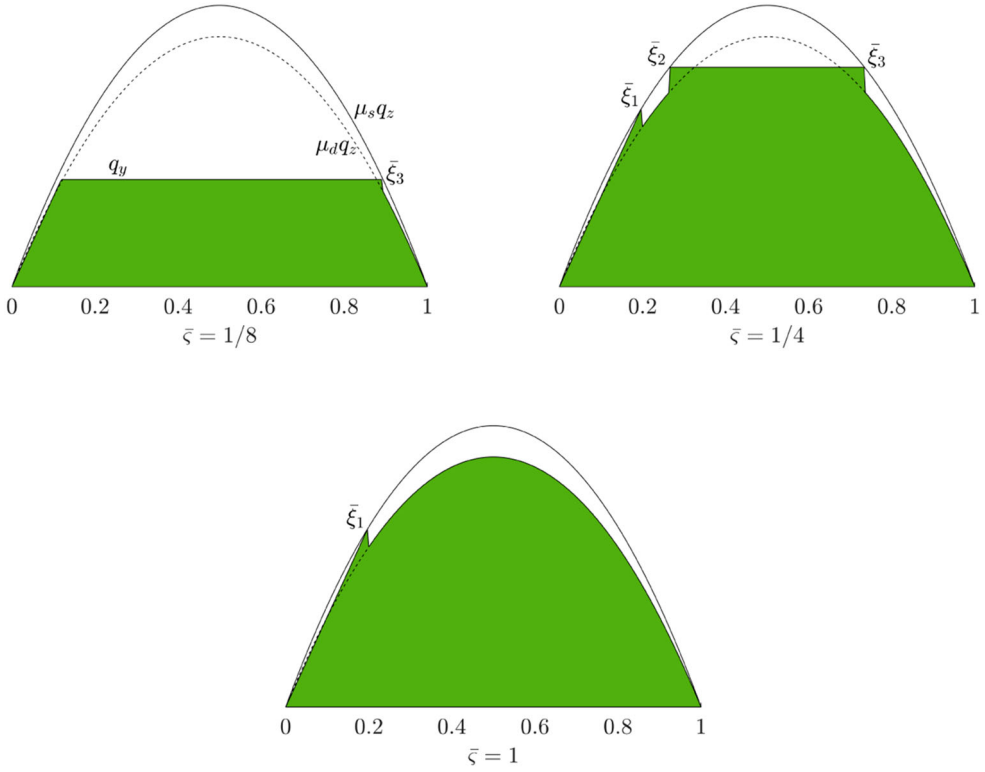 μ_s q_z
μ_d q_z
q_y
ξ̄_3
0 0.2 0.4 0.6 0.8 1
ς̄ = 1/8
ξ̄_2
ξ̄_3
ξ̄_1
0 0.2 0.4 0.6 0.8 1
ς̄ = 1/4
ξ̄_1
0 0.2 0.4 0.6 0.8 1
ς̄ = 1